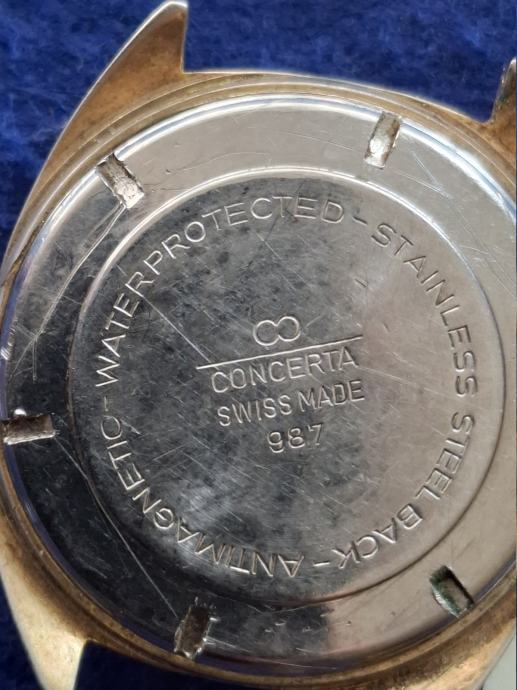 WATERPROTECTED - STAINLESS STEEL BACK - ANTIMAGNETIC -
CONCERTA
SWISS MADE
987